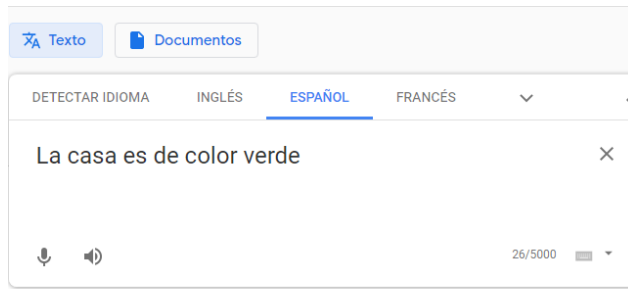 Texto Documentos
DETECTAR IDIOMA INGLÉS ESPAÑOL FRANCÉS
La casa es de color verde
26/5000